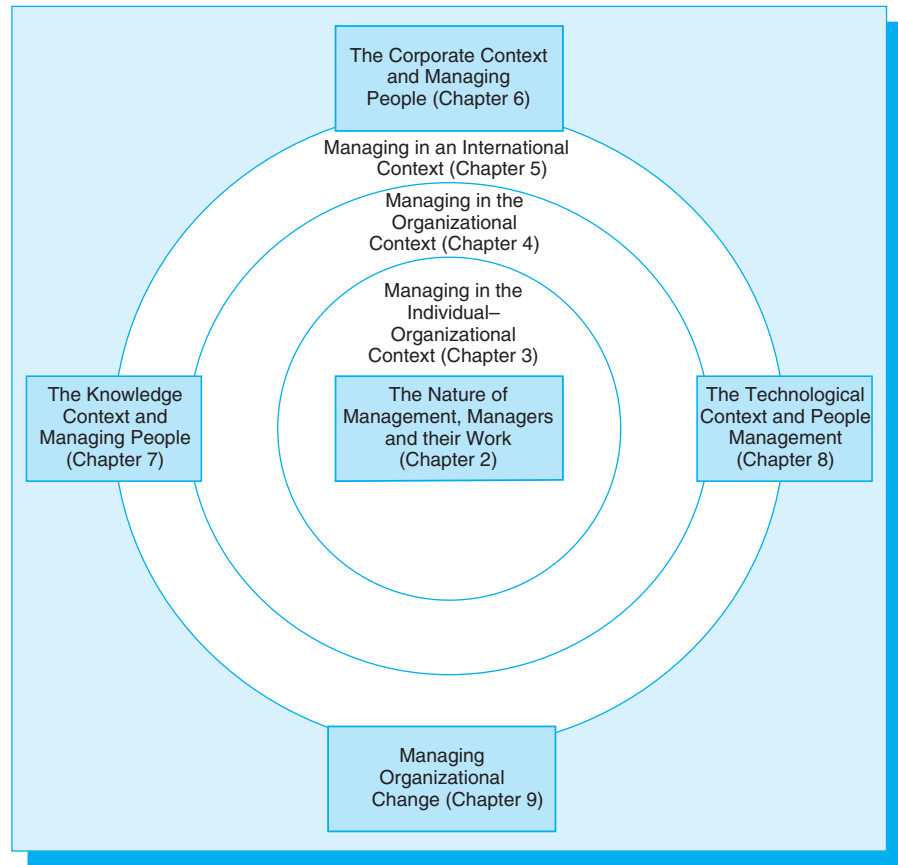 The Corporate Context
and Managing
People (Chapter 6)
Managing in an International
Context (Chapter 5)
Managing in the
Organizational
Context (Chapter 4)
Managing in the
Individual–
Organizational
Context (Chapter 3)
The Knowledge
Context and
Managing People
(Chapter 7)
The Nature of
Management, Managers
and their Work
(Chapter 2)
The Technological
Context and People
Management
(Chapter 8)
Managing
Organizational
Change (Chapter 9)